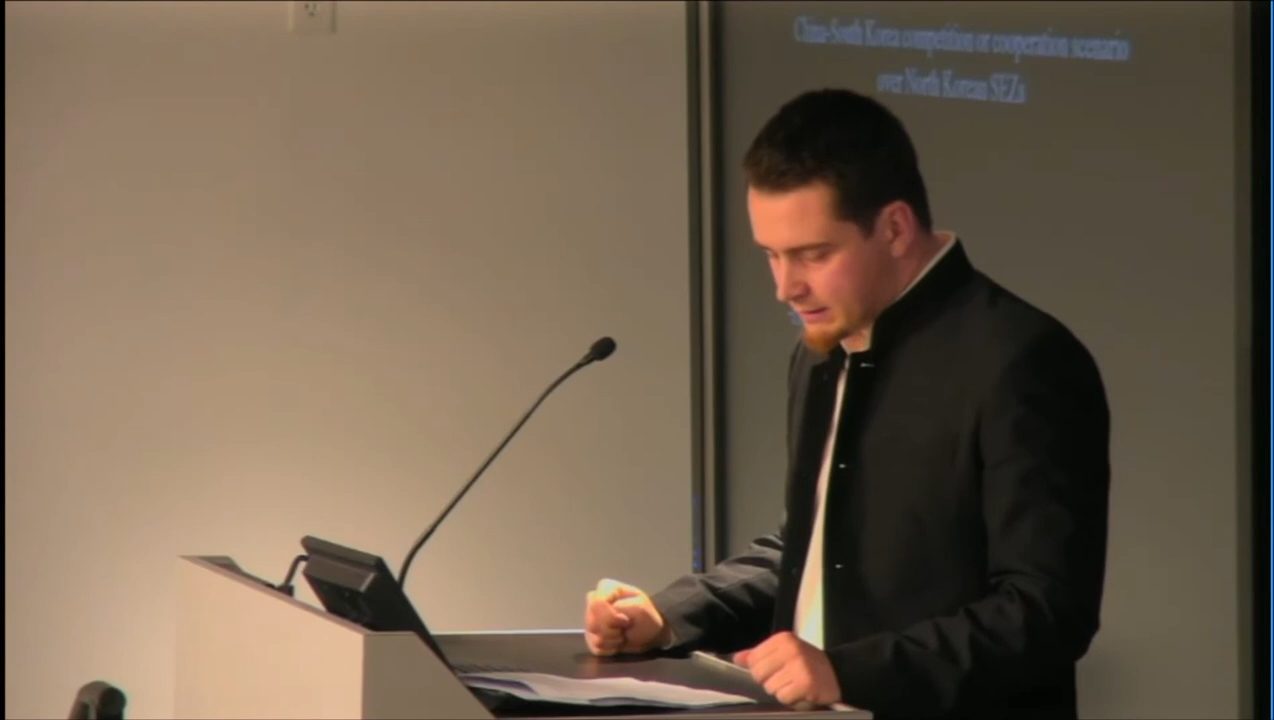 China-South Korea competition or cooperation scenario
over North Korean SEZs